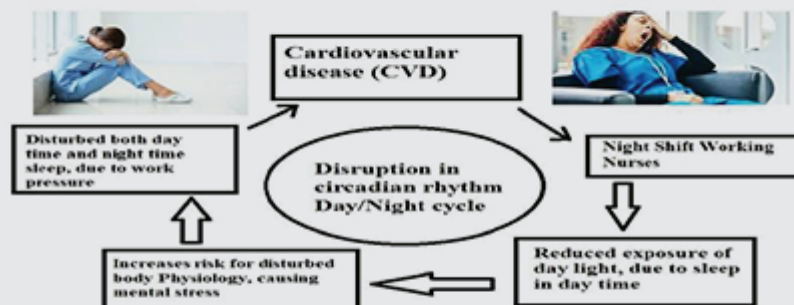 Cardiovascular
disease (CVD)
Disturbed both day
time and night time
sleep, due to work
pressure
Disruption in
circadian rhythm
Day/Night cycle
Night Shift Working
Nurses
Increases risk for disturbed
body Physiology, causing
mental stress
Reduced exposure of
day light, due to sleep
in day time